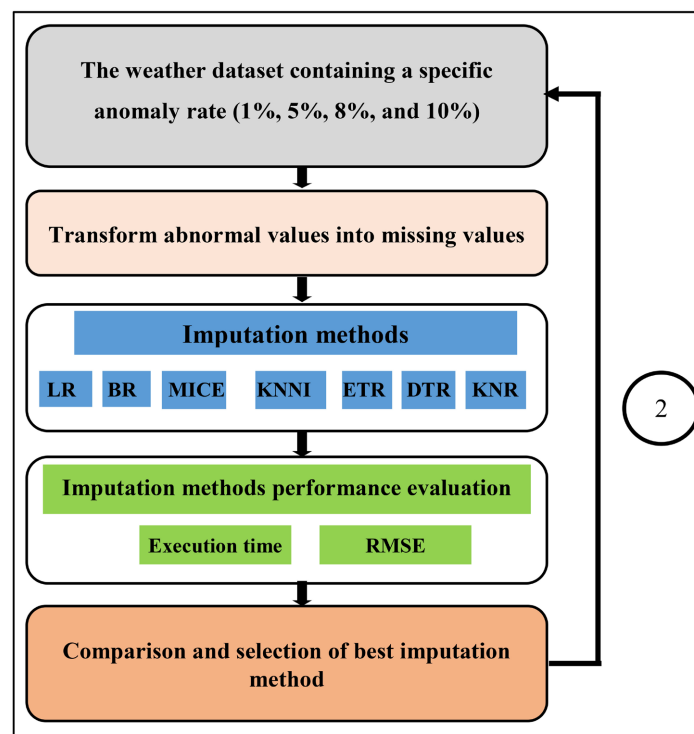 The weather dataset containing a specific
anomaly rate (1%, 5%, 8%, and 10%)
Transform abnormal values into missing values
Imputation methods
LR BR MICE KNNI ETR DTR KNR
2
Imputation methods performance evaluation
Execution time RMSE
Comparison and selection of best imputation
method